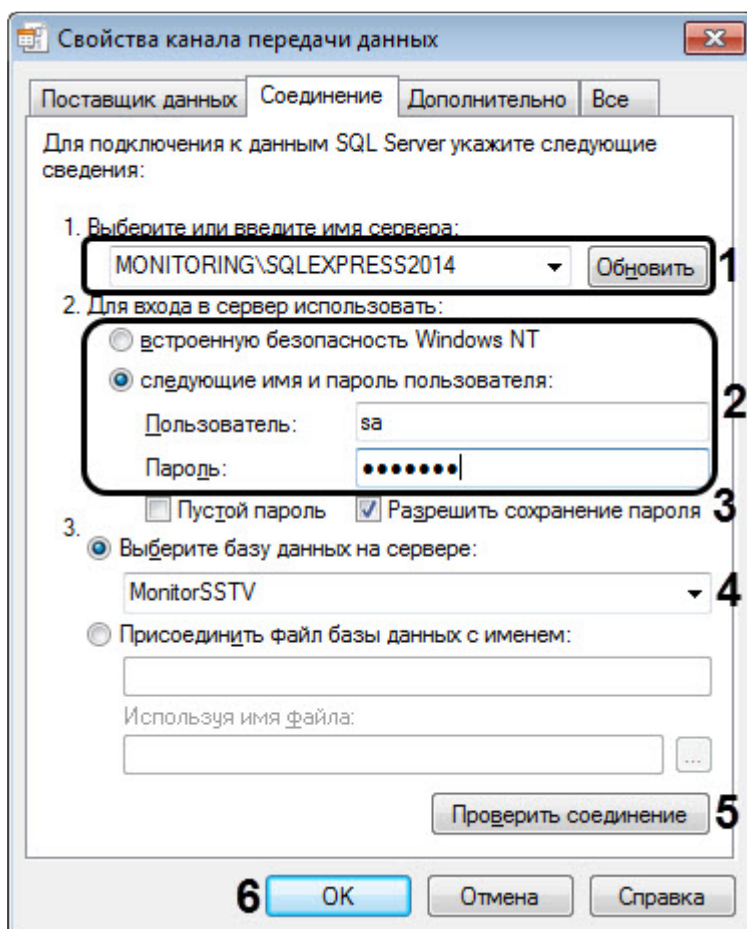 Свойства канала передачи данных
Поставщик данных Соединение Дополнительно Все
Для подключения к данным SQL Server укажите следующие
сведения:
1. Выберите или введите имя сервера:
MONITORING\SQLEXPRESS2014 Обновить 1
2. Для входа в сервер использовать:
встроенную безопасность Windows NT
следующие имя и пароль пользователя:
2
Пользователь: sa
Пароль: •••••••
Пустой пароль Разрешить сохранение пароля 3
3.
Выберите базу данных на сервере:
MonitorSSTV 4
Присоединить файл базы данных с именем:
Используя имя файла:
...
Проверить соединение 5
6 OK Отмена Справка